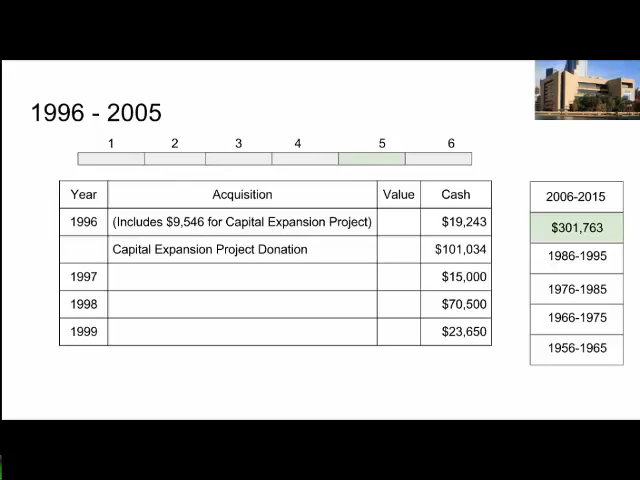 1996 - 2005
1 2 3 4 5 6
Year Acquisition Value Cash
1996 (Includes $9,546 for Capital Expansion Project) $19,243
Capital Expansion Project Donation $101,034
1997 $15,000
1998 $70,500
1999 $23,650
2006-2015
$301,763
1986-1995
1976-1985
1966-1975
1956-1965